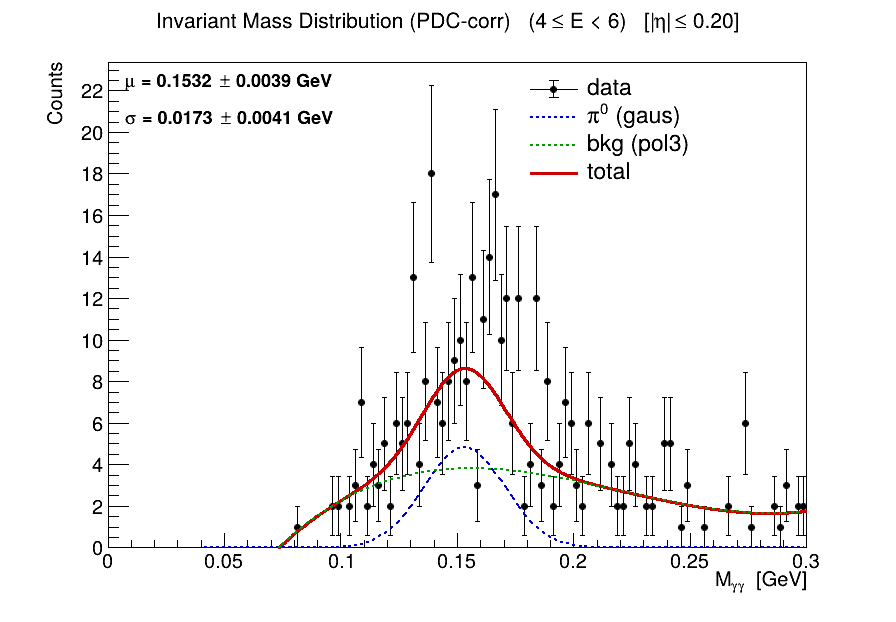 Invariant Mass Distribution (PDC-corr) (4 ≤ E < 6) [|η| ≤ 0.20]
Counts
μ = 0.1532 ± 0.0039 GeV
σ = 0.0173 ± 0.0041 GeV
data
π⁰ (gaus)
bkg (pol3)
total
22
20
18
16
14
12
10
8
6
4
2
0
0 0.05 0.1 0.15 0.2 0.25 0.3
M_γγ [GeV]